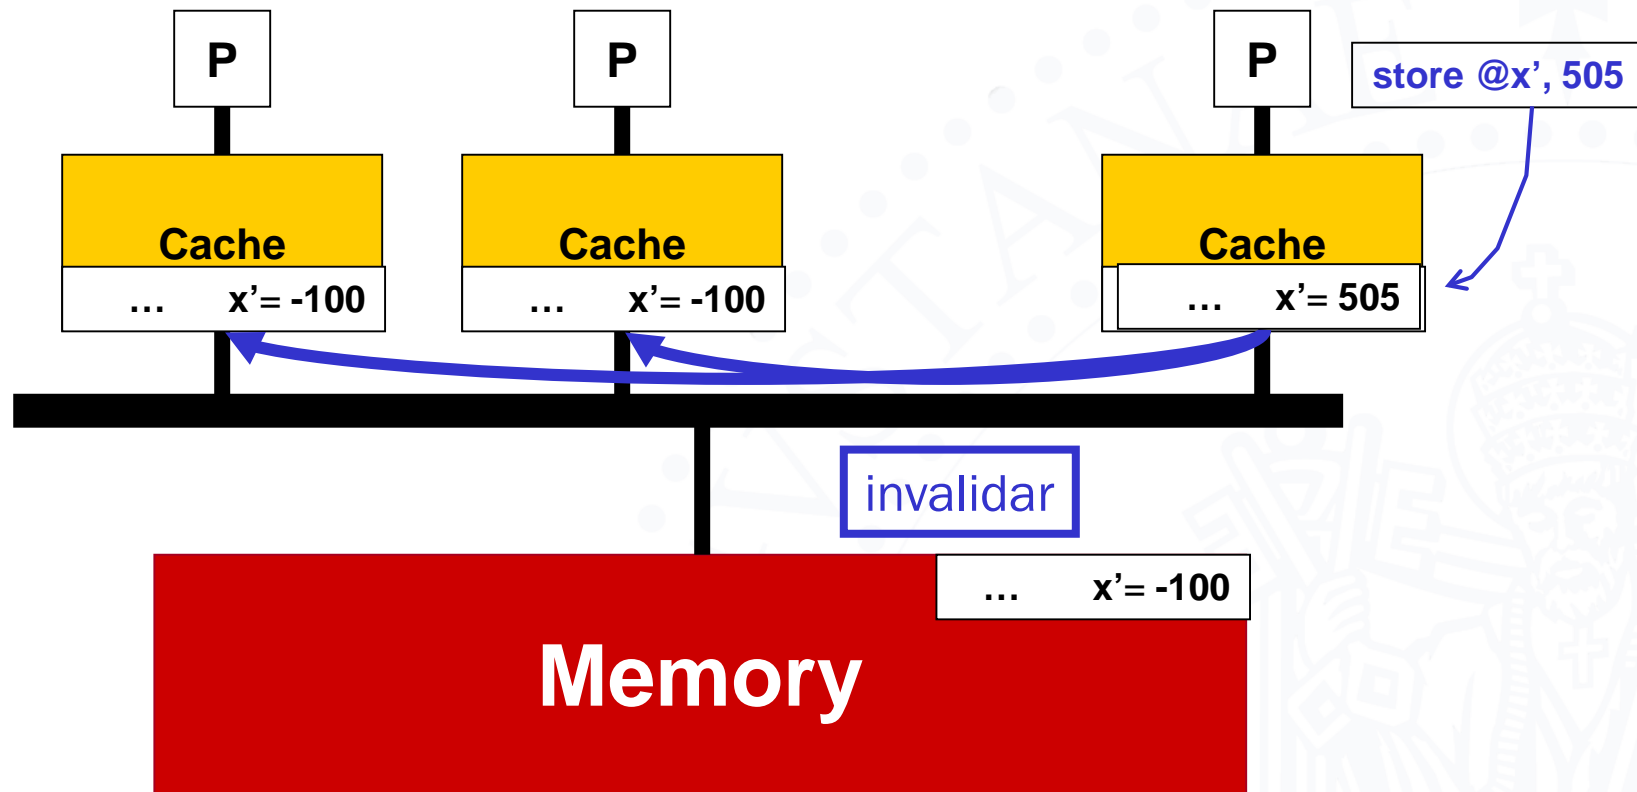 P
P
P
store @x’, 505
Cache
Cache
Cache
… x’= -100
… x’= -100
… x’= 505
invalidar
… x’= -100
Memory